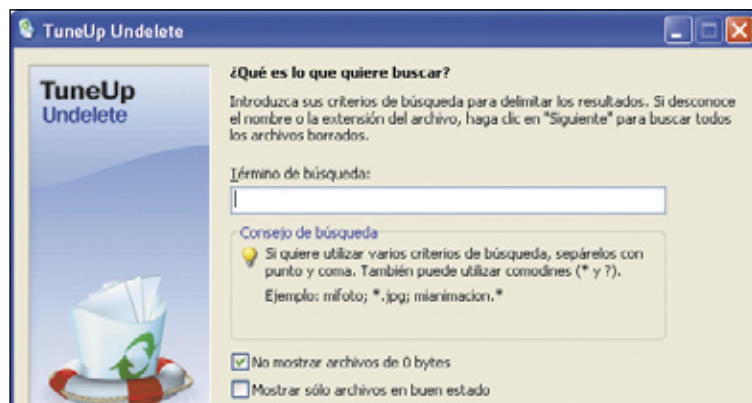 TuneUp Undelete
TuneUp
Undelete
¿Qué es lo que quiere buscar?
Introduzca sus criterios de búsqueda para delimitar los resultados. Si desconoce
el nombre o la extensión del archivo, haga clic en "Siguiente" para buscar todos
los archivos borrados.
Término de búsqueda:
Consejo de búsqueda
Si quiere utilizar varios criterios de búsqueda, sepárelos con
punto y coma. También puede utilizar comodines (* y ?).
Ejemplo: mifoto; *.jpg; mianimacion.*
No mostrar archivos de 0 bytes
Mostrar sólo archivos en buen estado